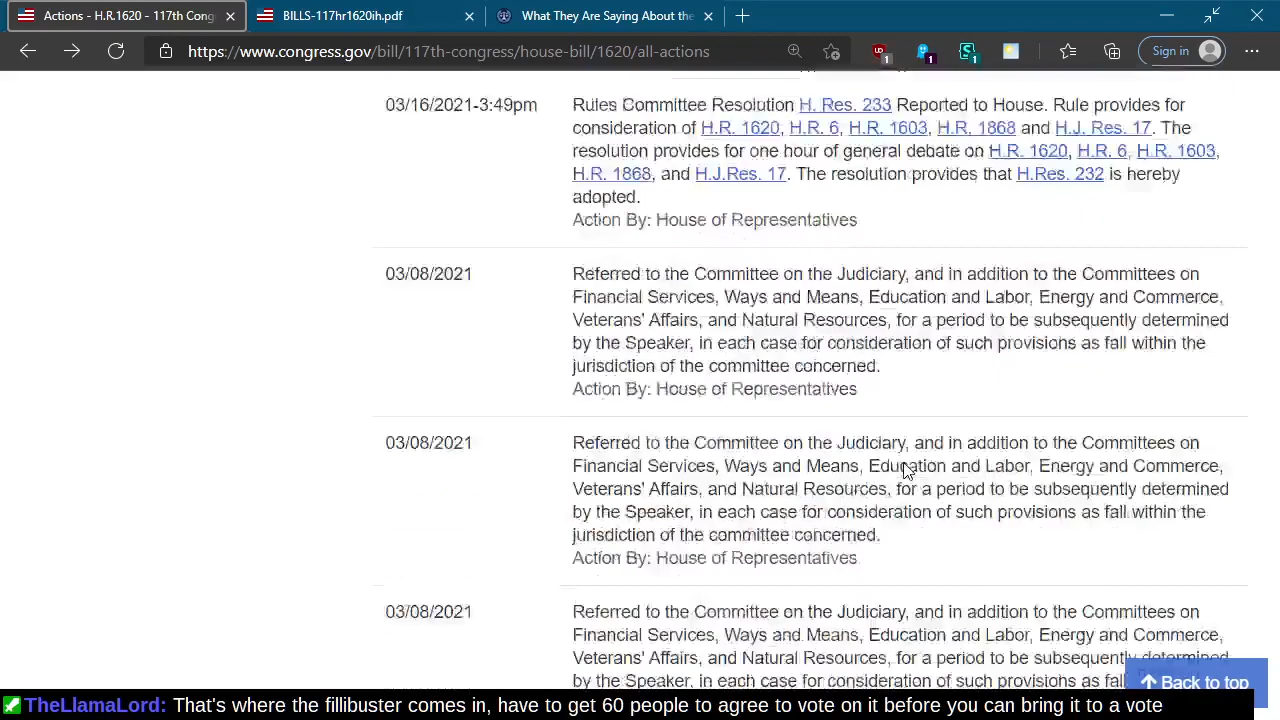 Actions - H.R.1620 - 117th Cong
BILLS-117hr1620ih.pdf
What They Are Saying About the
https://www.congress.gov/bill/117th-congress/house-bill/1620/all-actions
1
1
1
Sign in
03/16/2021-3:49pm
Rules Committee Resolution H. Res. 233 Reported to House. Rule provides for
consideration of H.R. 1620, H.R. 6, H.R. 1603, H.R. 1868 and H.J. Res. 17. The
resolution provides for one hour of general debate on H.R. 1620, H.R. 6, H.R. 1603,
H.R. 1868, and H.J.Res. 17. The resolution provides that H.Res. 232 is hereby
adopted.
Action By: House of Representatives
03/08/2021
Referred to the Committee on the Judiciary, and in addition to the Committees on
Financial Services, Ways and Means, Education and Labor, Energy and Commerce,
Veterans' Affairs, and Natural Resources, for a period to be subsequently determined
by the Speaker, in each case for consideration of such provisions as fall within the
jurisdiction of the committee concerned.
Action By: House of Representatives
03/08/2021
Referred to the Committee on the Judiciary, and in addition to the Committees on
Financial Services, Ways and Means, Education and Labor, Energy and Commerce,
Veterans' Affairs, and Natural Resources, for a period to be subsequently determined
by the Speaker, in each case for consideration of such provisions as fall within the
jurisdiction of the committee concerned.
Action By: House of Representatives
03/08/2021
Referred to the Committee on the Judiciary, and in addition to the Committees on
Financial Services, Ways and Means, Education and Labor, Energy and Commerce,
Veterans' Affairs, and Natural Resources, for a period to be subsequently
by the Speaker, in each case for consideration of such provisions as fall
Back to top
TheLlamaLord: That's where the fillibuster comes in, have to get 60 people to agree to vote on it before you can bring it to a vote